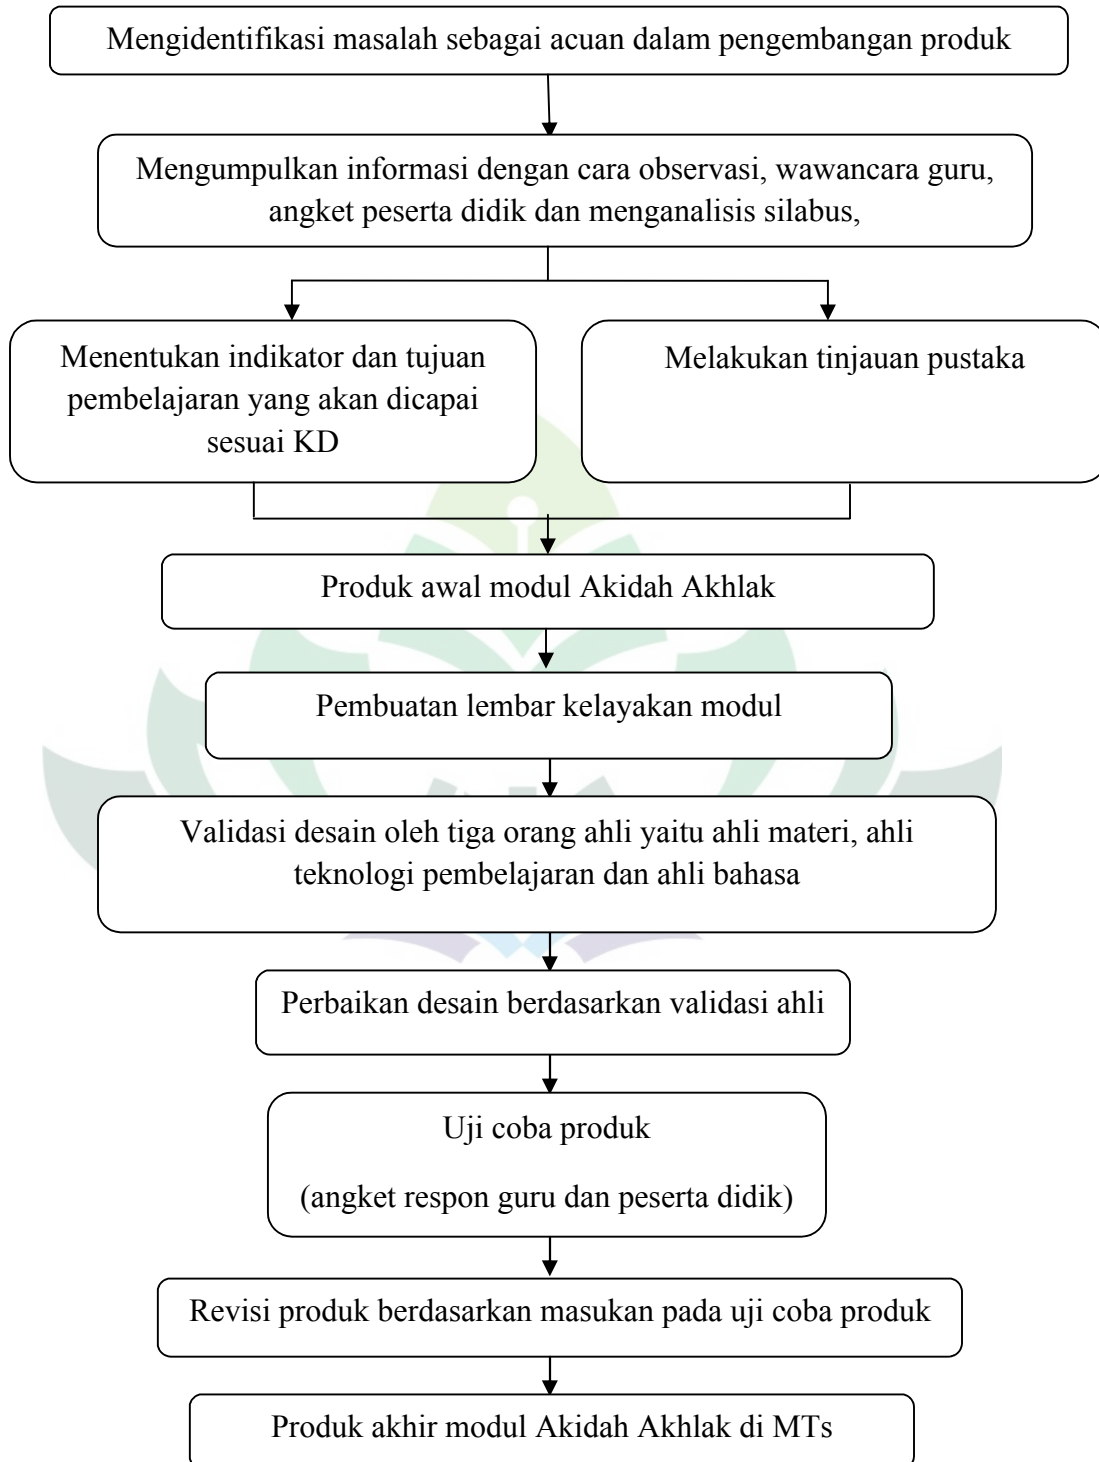 Mengidentifikasi masalah sebagai acuan dalam pengembangan produk
Mengumpulkan informasi dengan cara observasi, wawancara guru,
angket peserta didik dan menganalisis silabus,
Menentukan indikator dan tujuan
pembelajaran yang akan dicapai
sesuai KD
Melakukan tinjauan pustaka
Produk awal modul Akidah Akhlak
Pembuatan lembar kelayakan modul
Validasi desain oleh tiga orang ahli yaitu ahli materi, ahli
teknologi pembelajaran dan ahli bahasa
Perbaikan desain berdasarkan validasi ahli
Uji coba produk
(angket respon guru dan peserta didik)
Revisi produk berdasarkan masukan pada uji coba produk
Produk akhir modul Akidah Akhlak di MTs